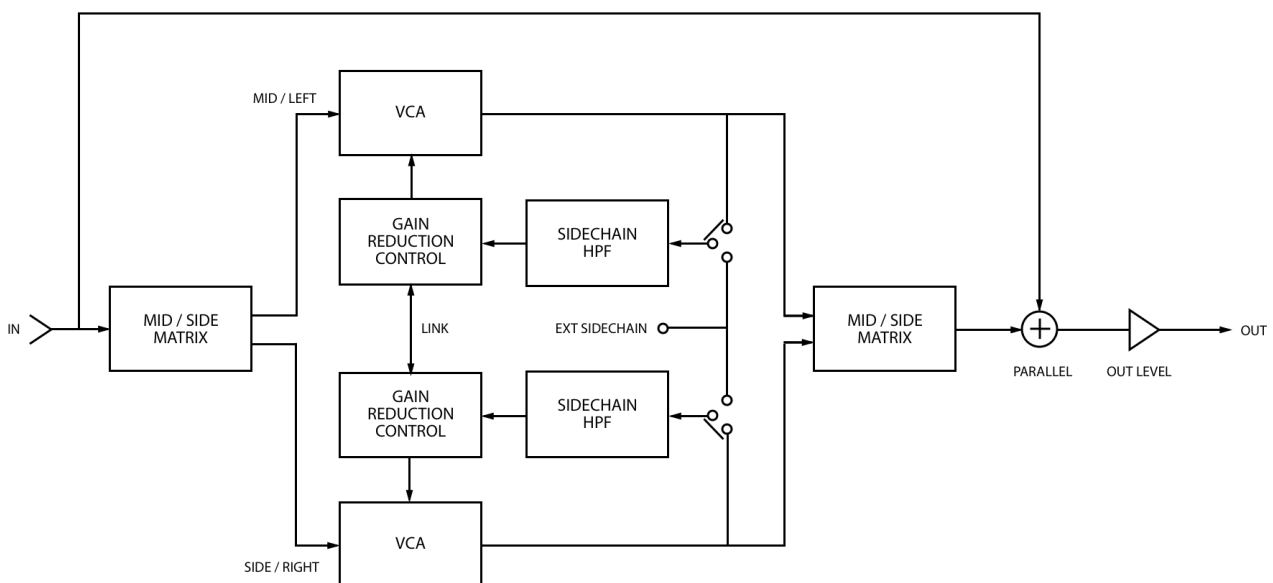 MID / LEFT
VCA
GAIN
REDUCTION
CONTROL
SIDECHAIN
HPF
IN
MID / SIDE
MATRIX
LINK
EXT SIDECHAIN
MID / SIDE
MATRIX
OUT
PARALLEL
OUT LEVEL
GAIN
REDUCTION
CONTROL
SIDECHAIN
HPF
VCA
SIDE / RIGHT